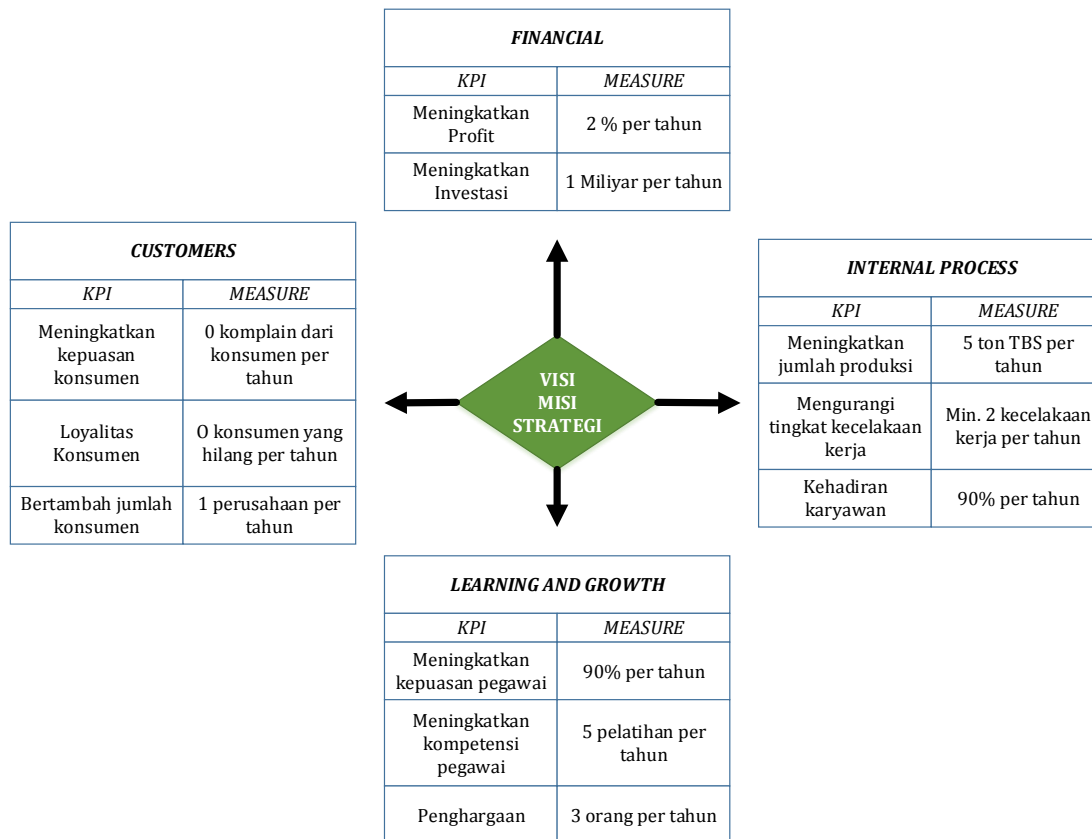 FINANCIAL
KPI
MEASURE
Meningkatkan
Profit
2 % per tahun
Meningkatkan
Investasi
1 Miliyar per tahun
CUSTOMERS
KPI
MEASURE
Meningkatkan
kepuasan
konsumen
0 komplain dari
konsumen per
tahun
Loyalitas
Konsumen
O konsumen yang
hilang per tahun
Bertambah jumlah
konsumen
1 perusahaan per
tahun
VISI
MISI
STRATEGI
INTERNAL PROCESS
KPI
MEASURE
Meningkatkan
jumlah produksi
5 ton TBS per
tahun
Mengurangi
tingkat kecelakaan
kerja
Min. 2 kecelakaan
kerja per tahun
Kehadiran
karyawan
90% per tahun
LEARNING AND GROWTH
KPI
MEASURE
Meningkatkan
kepuasan pegawai
90% per tahun
Meningkatkan
kompetensi
pegawai
5 pelatihan per
tahun
Penghargaan
3 orang per tahun